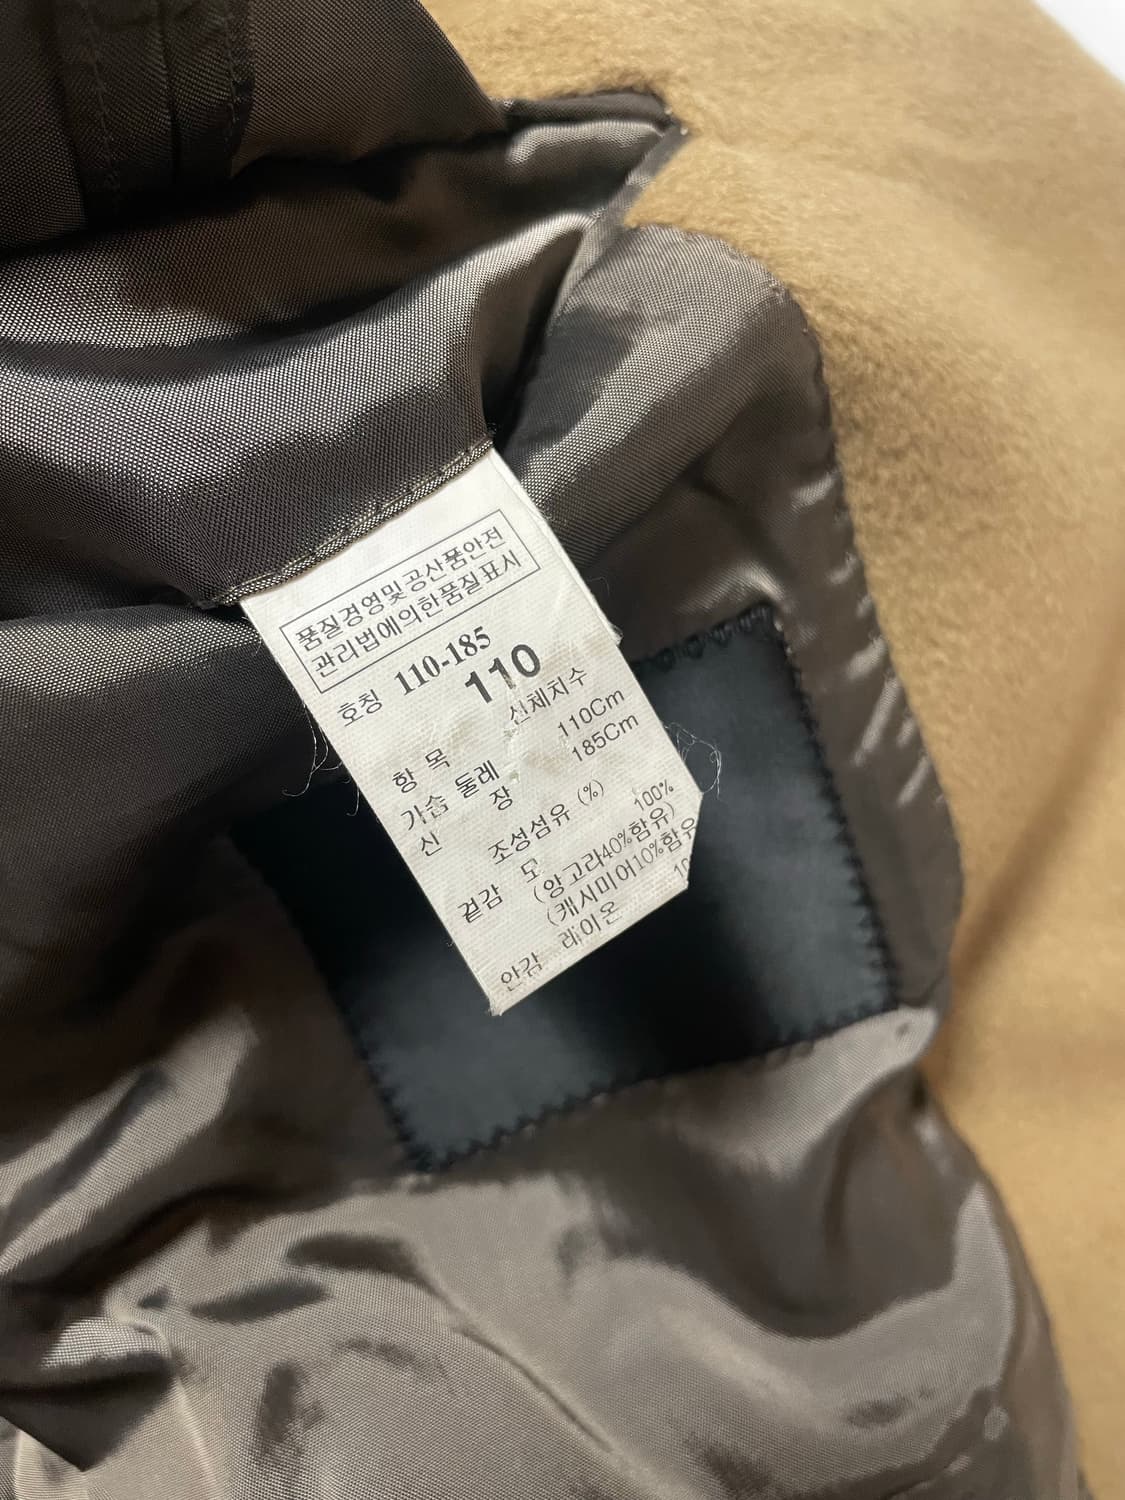 품질경영및공산품안전
관리법에의한품질표시
호칭 110-185
110
항 목 신체치수
가슴 둘레 110Cm
신 장 185Cm
조성섬유 (%)
겉감 모 100%
(앙고라40%함유)
(캐시미어10%함유
안감 레이온 10